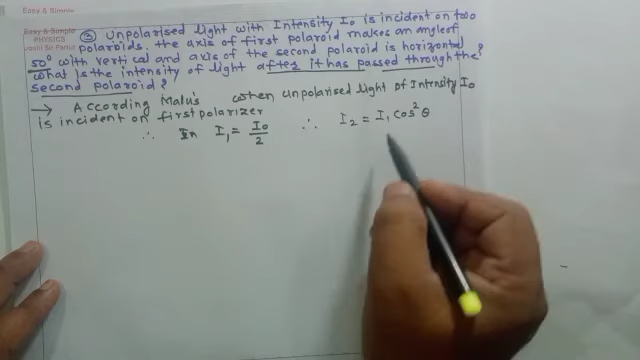 Easy & Simple
Easy & Simple
PHYSICS
③ Unpolarised light with Intensity I₀ is incident on two
polaroids. the axis of first polaroid makes an angle of
50° with vertical and axis of the second polaroid is horizontal
what is the intensity of light after it has passed through the
second polaroid?
→ According Malus's when unpolarised light of Intensity I₀
is incident on first polarizer
∴ In I₁ = I₀/2 ∴ I₂ = I₁ cos²θ